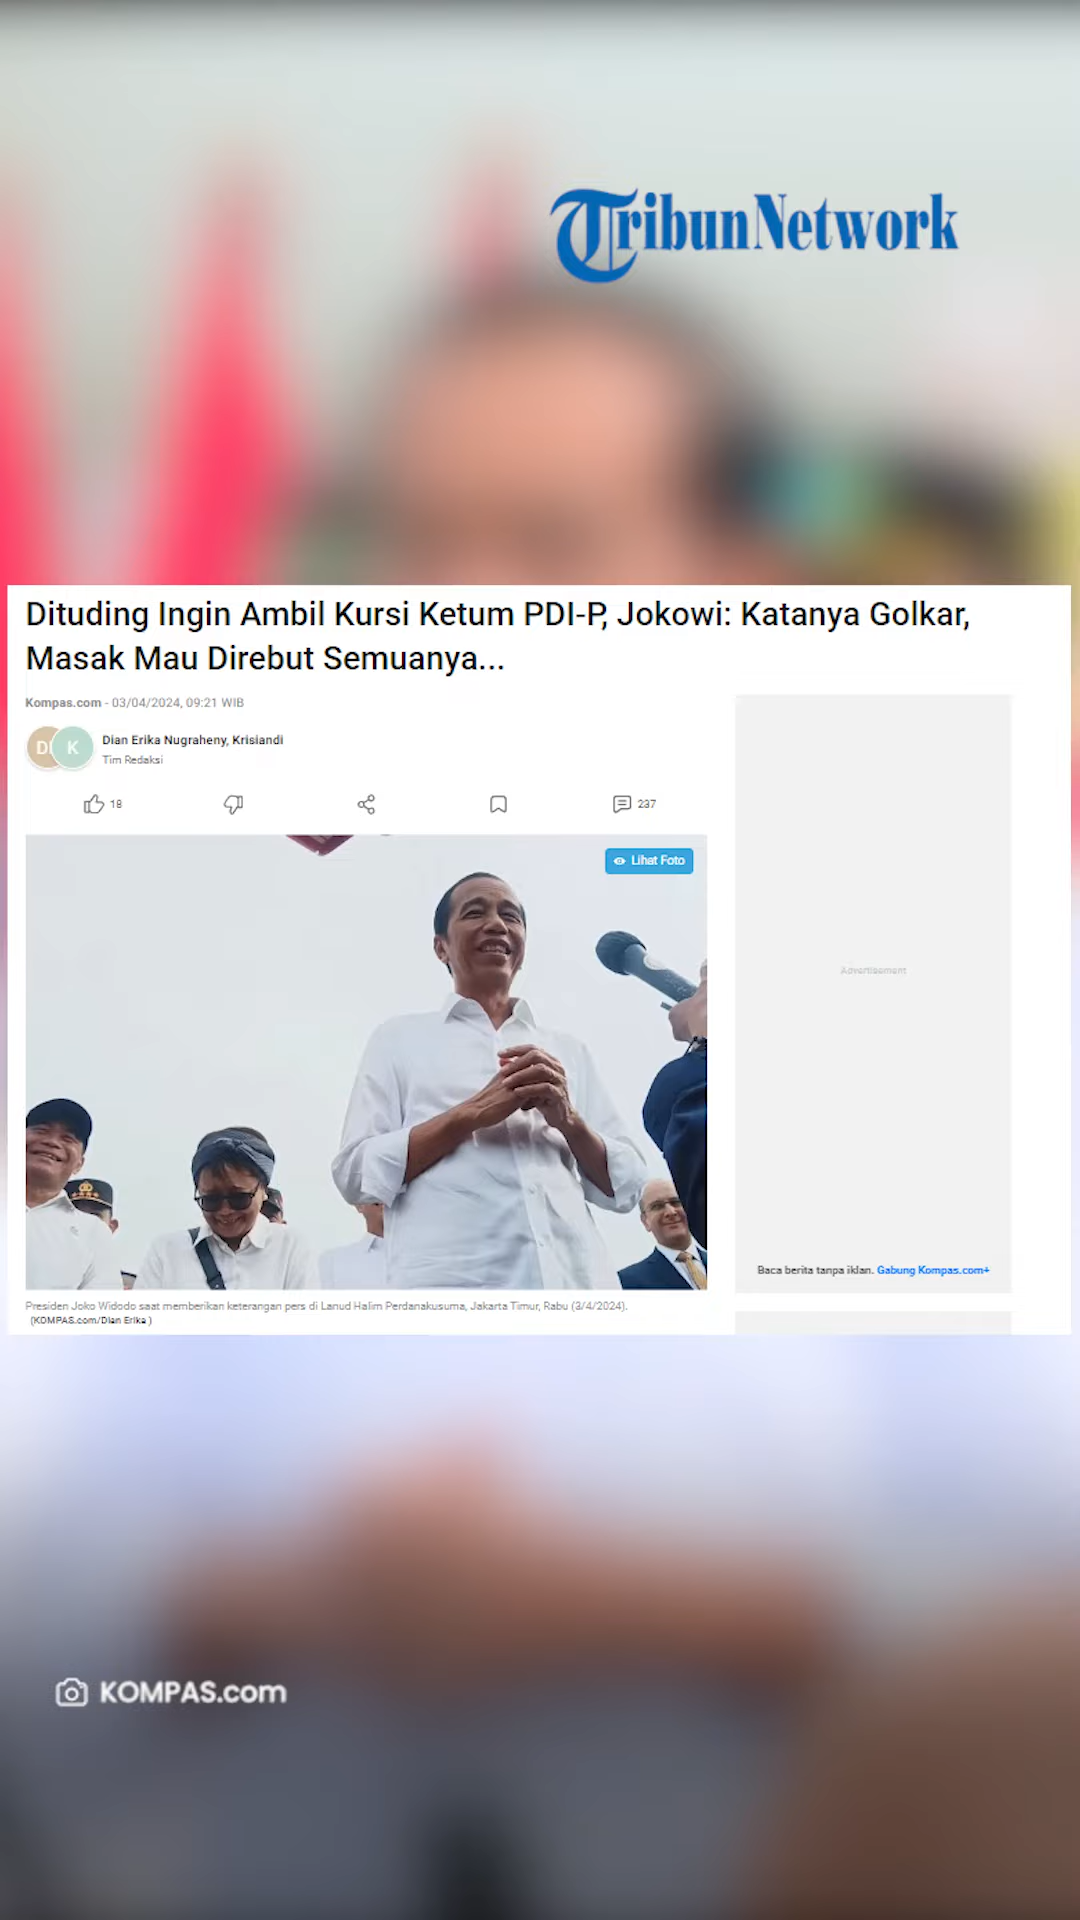 TribunNetwork
Dituding Ingin Ambil Kursi Ketum PDI-P, Jokowi: Katanya Golkar,
Masak Mau Direbut Semuanya...
Kompas.com - 03/04/2024, 09:21 WIB
D K
Dian Erika Nugraheny, Krisiandi
Tim Redaksi
18
237
Lihat Foto
Advertisement
Baca berita tanpa iklan. Gabung Kompas.com+
Presiden Joko Widodo saat memberikan keterangan pers di Lanud Halim Perdanakusuma, Jakarta Timur, Rabu (3/4/2024).
(KOMPAS.com/Dian Erika )
KOMPAS.com